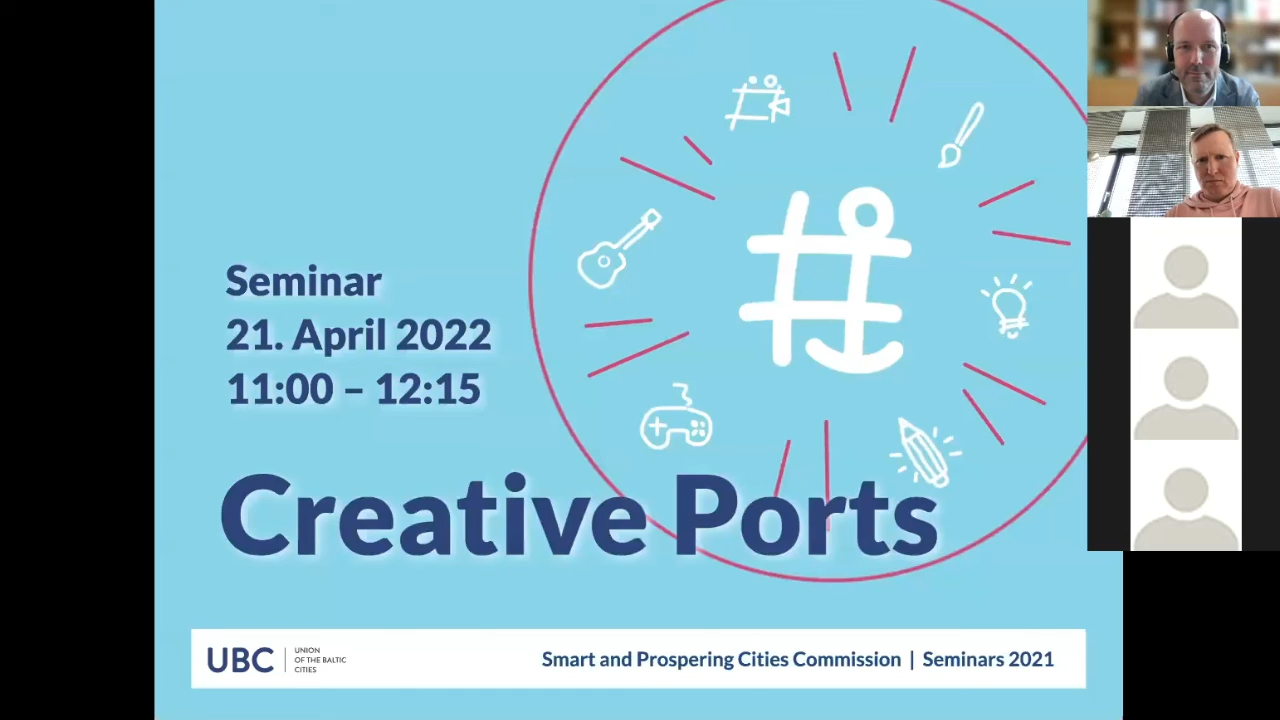 Seminar
21. April 2022
11:00 – 12:15
Creative Ports
UBC
UNION
OF THE BALTIC
CITIES
Smart and Prospering Cities Commission | Seminars 2021